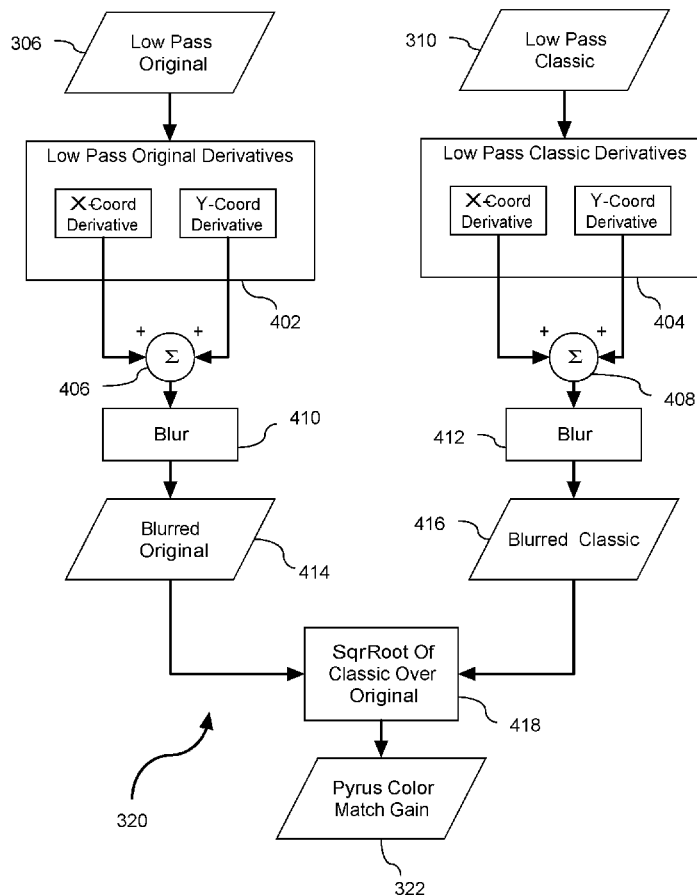 306
Low Pass
Original
310
Low Pass
Classic
Low Pass Original Derivatives
X-Coord
Derivative
Y-Coord
Derivative
402
Low Pass Classic Derivatives
X-Coord
Derivative
Y-Coord
Derivative
404
+
+
Σ
406
+
+
Σ
408
Blur
410
412
Blur
Blurred
Original
414
416
Blurred Classic
SqrRoot Of
Classic Over
Original
418
320
Pyrus Color
Match Gain
322